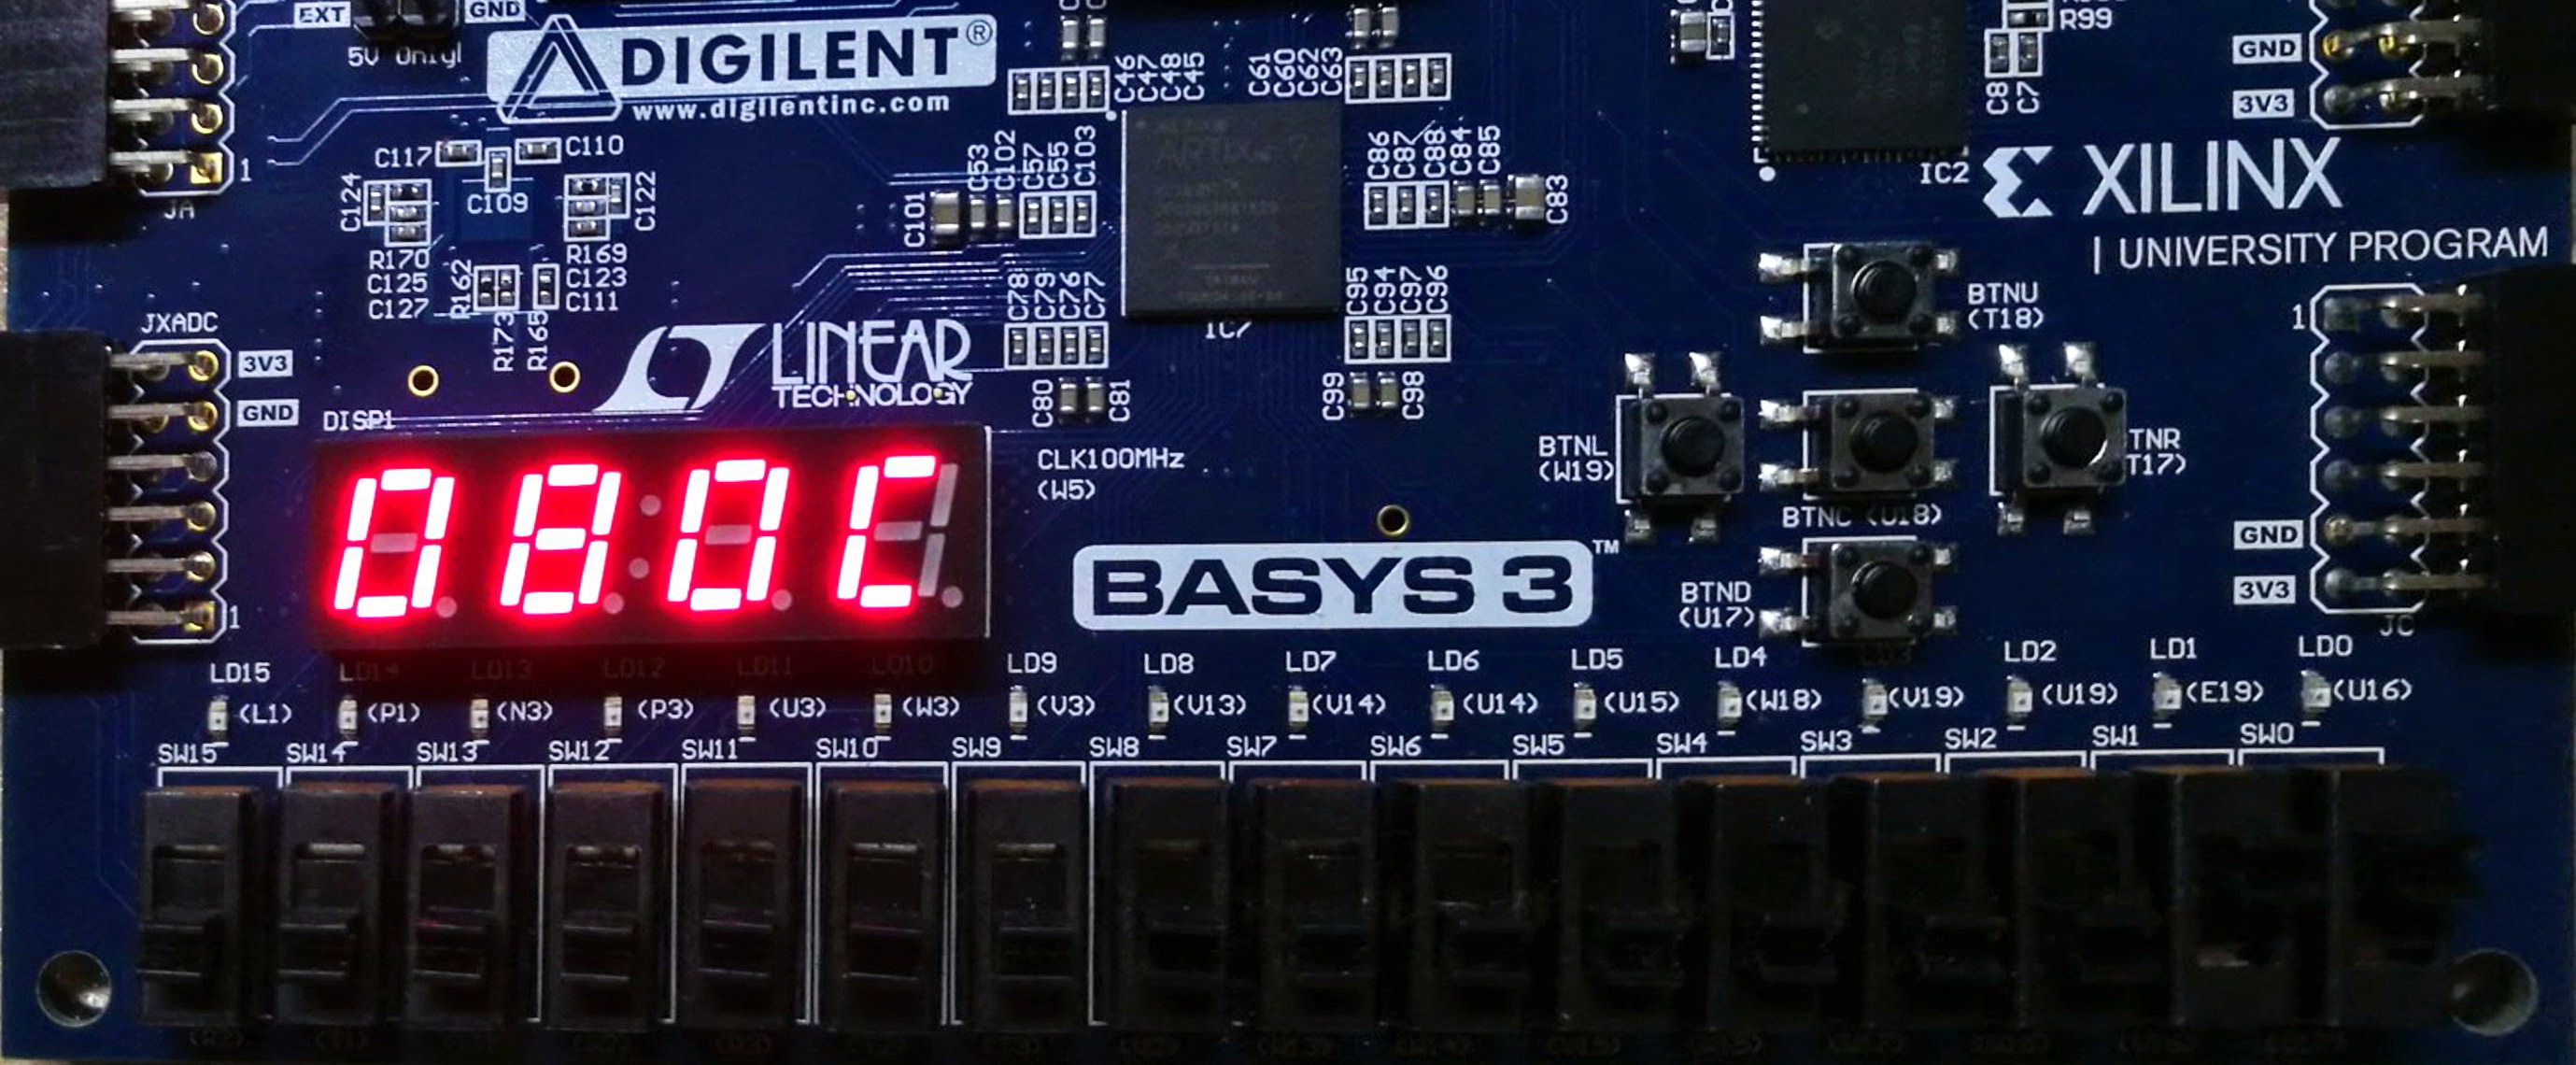 EXT
GND
5V Only!
DIGILENT®
www.digilentinc.com
C46
C47
C48
C45
C61
C60
C62
C63
R99
C8
C7
GND
3V3
1
JA
C117
C110
C124
C109
C122
R170
C125
C127
R162
R173
R165
R169
C123
C111
C101
C53
C102
C57
C55
C103
C86
C87
C88
C84
C85
C83
IC2
XILINX
| UNIVERSITY PROGRAM
C78
C79
C76
C77
IC7
C95
C94
C97
C96
C80
C81
C99
C98
JXADC
3V3
GND
1
LINEAR
TECHNOLOGY
DISP1
080C
CLK100MHz
(W5)
BASYS 3™
BTNU
(T18)
BTNL
(W19)
TNR
T17)
BTNC (U18)
BTND
(U17)
1
GND
3V3
JC
LD15 LD14 LD13 LD12 LD11 LD10 LD9 LD8 LD7 LD6 LD5 LD4 LD3 LD2 LD1 LD0
(L1) (P1) (N3) (P3) (U3) (W3) (V3) (V13) (V14) (U14) (U15) (W18) (V19) (U19) (E19) (U16)
SW15 SW14 SW13 SW12 SW11 SW10 SW9 SW8 SW7 SW6 SW5 SW4 SW3 SW2 SW1 SW0